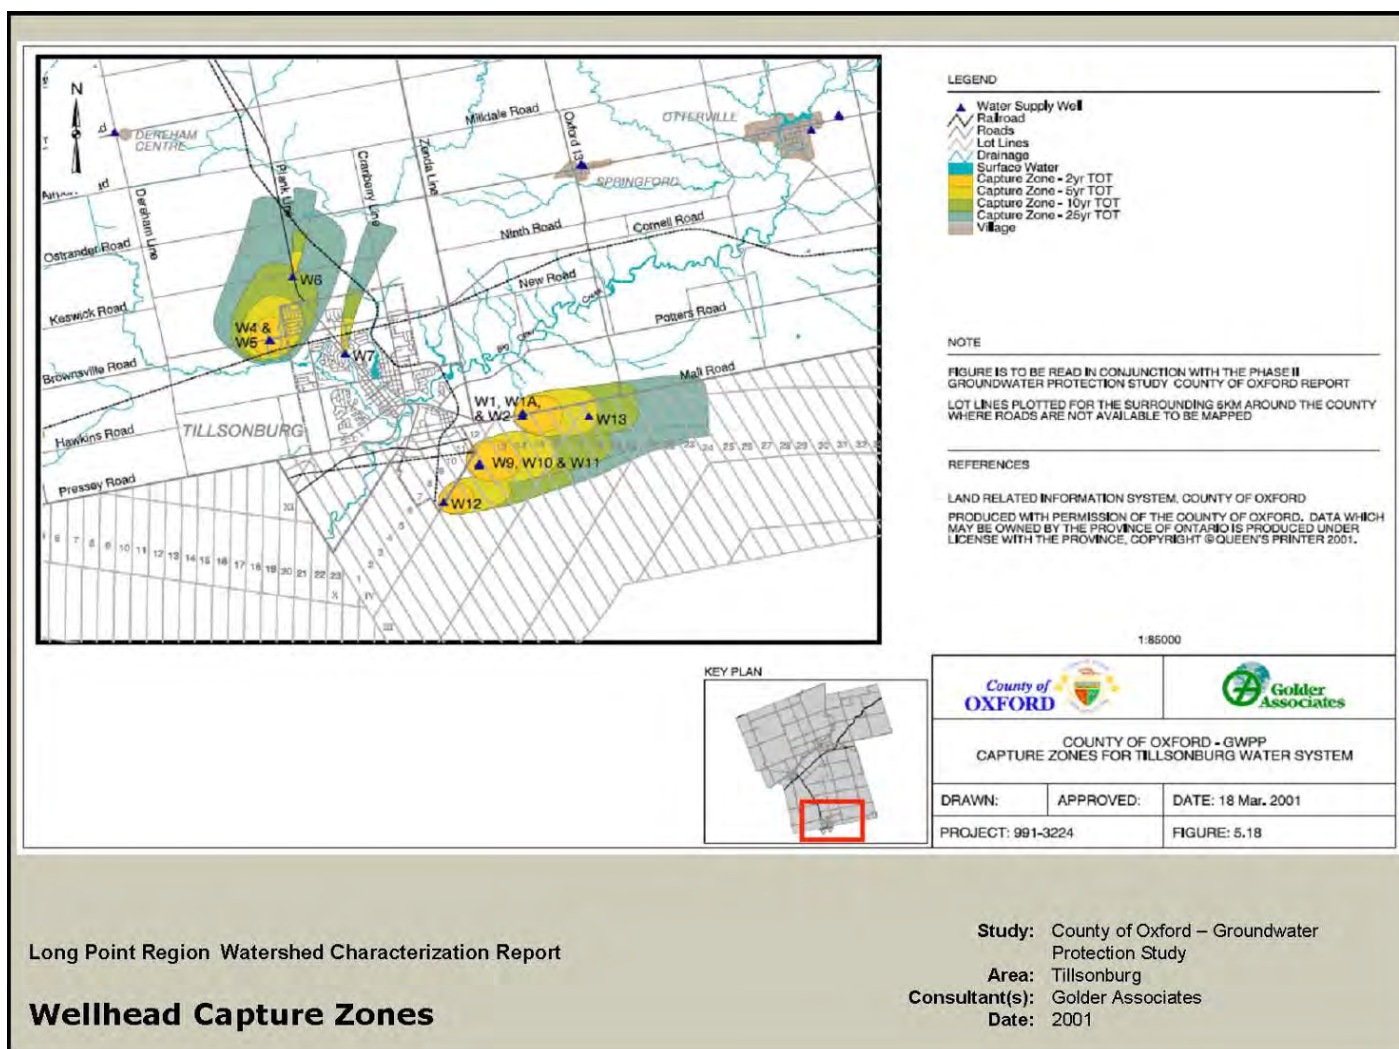 N
DEREHAM
CENTRE
Milldale Road
OTTERVILLE
Oxford 13
SPRINGFORD
Plank Line
Cranberry Line
Zenda Line
Dereham Line
Ostrander Road
Ninth Road
Cornell Road
New Road
Keswick Road
Potters Road
W6
W4 &
W5
W7
Brownsville Road
Mall Road
W1, W1A,
& W2
W13
Hawkins Road
TILLSONBURG
W9, W10 & W11
Pressey Road
W12
LEGEND
Water Supply Well
Railroad
Roads
Lot Lines
Drainage
Surface Water
Capture Zone - 2yr TOT
Capture Zone - 5yr TOT
Capture Zone - 10yr TOT
Capture Zone - 25yr TOT
Village
NOTE
FIGURE IS TO BE READ IN CONJUNCTION WITH THE PHASE II
GROUNDWATER PROTECTION STUDY COUNTY OF OXFORD REPORT
LOT LINES PLOTTED FOR THE SURROUNDING 5KM AROUND THE COUNTY
WHERE ROADS ARE NOT AVAILABLE TO BE MAPPED
REFERENCES
LAND RELATED INFORMATION SYSTEM, COUNTY OF OXFORD
PRODUCED WITH PERMISSION OF THE COUNTY OF OXFORD. DATA WHICH
MAY BE OWNED BY THE PROVINCE OF ONTARIO IS PRODUCED UNDER
LICENSE WITH THE PROVINCE, COPYRIGHT © QUEEN'S PRINTER 2001.
1:85000
KEY PLAN
County of
OXFORD
Golder
Associates
COUNTY OF OXFORD - GWPP
CAPTURE ZONES FOR TILLSONBURG WATER SYSTEM
DRAWN:
APPROVED:
DATE: 18 Mar. 2001
PROJECT: 991-3224
FIGURE: 5.18
Long Point Region Watershed Characterization Report
Wellhead Capture Zones
Study: County of Oxford – Groundwater
Protection Study
Area: Tillsonburg
Consultant(s): Golder Associates
Date: 2001